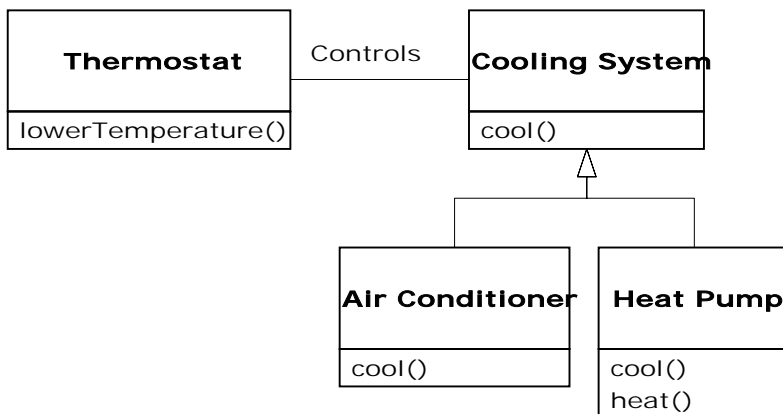 Thermostat
Controls
Cooling System
lowerTemperature()
cool()
Air Conditioner
Heat Pump
cool()
cool()
heat()